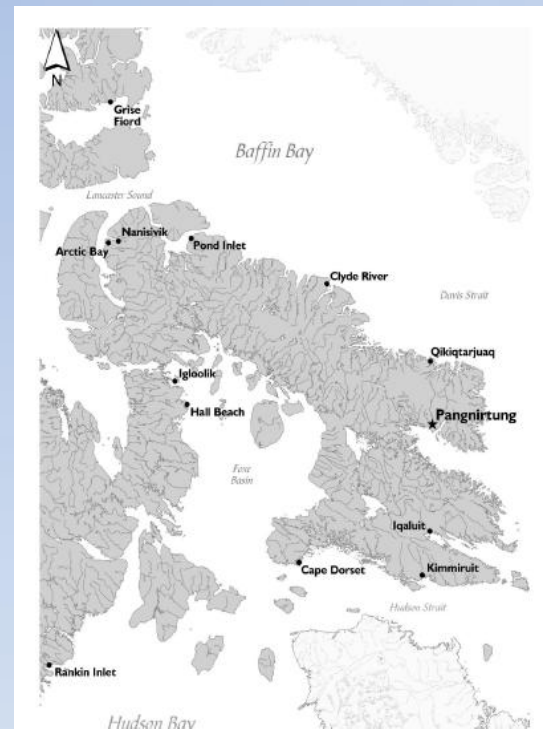 N
Grise
Fiord
Baffin Bay
Lancaster Sound
Nanisivik
Arctic Bay
Pond Inlet
Clyde River
Davis Strait
Qikiqtarjuaq
Igloolik
Hall Beach
Pangnirtung
Foxe
Basin
Iqaluit
Cape Dorset
Kimmiruit
Hudson Strait
Rankin Inlet
Hudson Bay